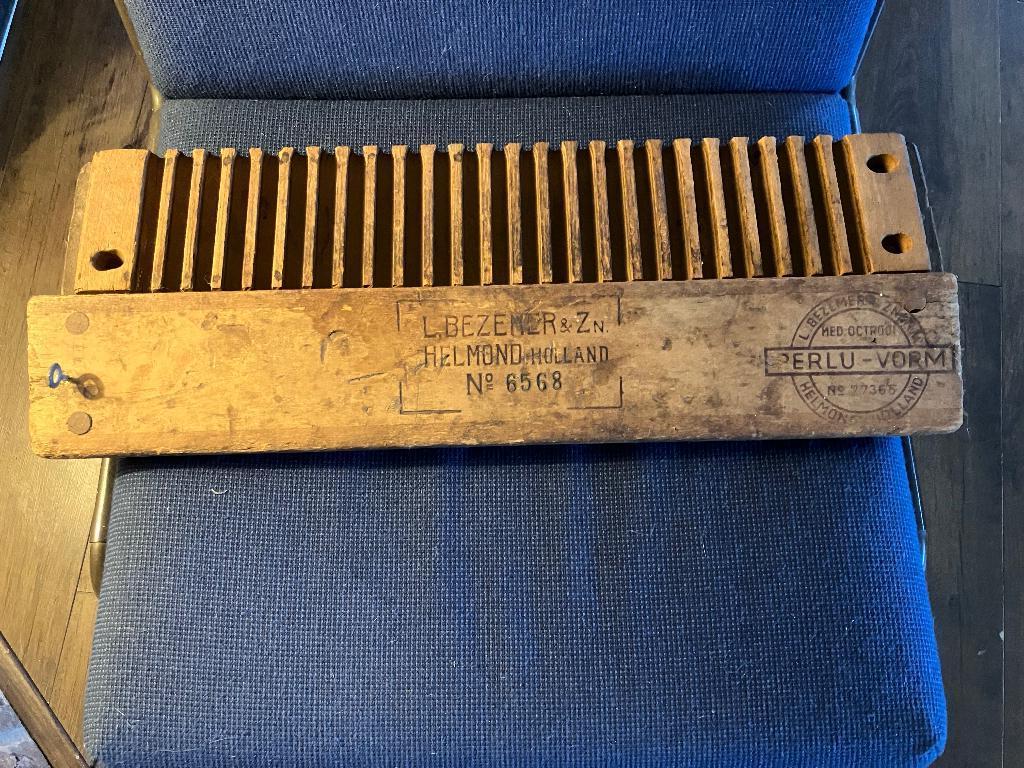 L. BEZEMER & ZN.
HELMOND, HOLLAND
Nº 6568
L. BEZEMER & ZN.
NED. OCTROOI
PERLU-VORM
Nº 27365
HELMOND HOLLAND